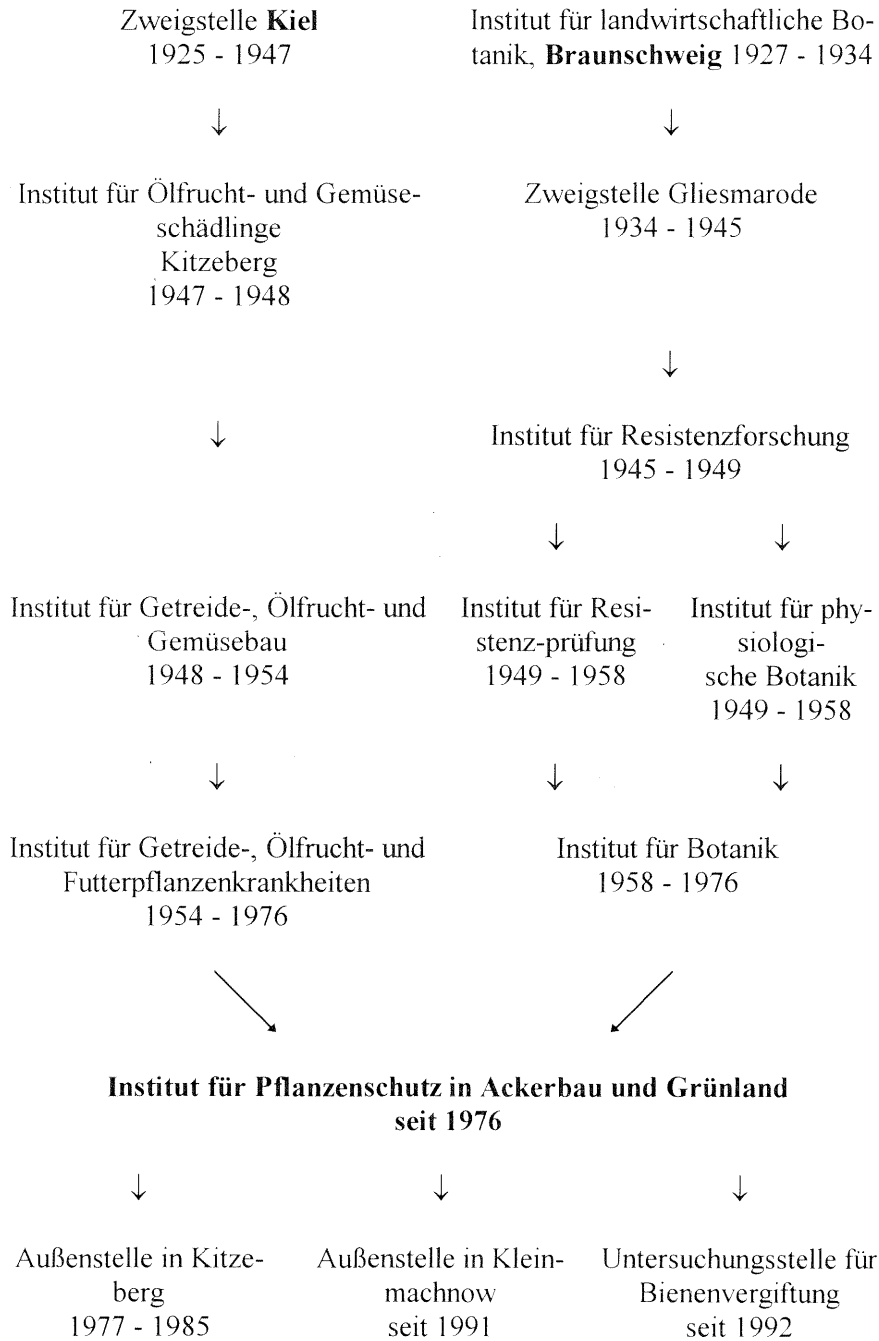 Zweigstelle Kiel
1925 - 1947
Institut für landwirtschaftliche Bo-
tanik, Braunschweig 1927 - 1934
↓
↓
Institut für Ölfrucht- und Gemüse-
schädlinge
Kitzeberg
1947 - 1948
Zweigstelle Gliesmarode
1934 - 1945
↓
↓
Institut für Resistenzforschung
1945 - 1949
↓
↓
Institut für Getreide-, Ölfrucht- und
Gemüsebau
1948 - 1954
Institut für Resi-
stenz-prüfung
1949 - 1958
Institut für phy-
siologi-
sche Botanik
1949 - 1958
↓
↓
↓
Institut für Getreide-, Ölfrucht- und
Futterpflanzenkrankheiten
1954 - 1976
Institut für Botanik
1958 - 1976
Institut für Pflanzenschutz in Ackerbau und Grünland
seit 1976
↓
↓
↓
Außenstelle in Kitze-
berg
1977 - 1985
Außenstelle in Klein-
machnow
seit 1991
Untersuchungsstelle für
Bienenvergiftung
seit 1992